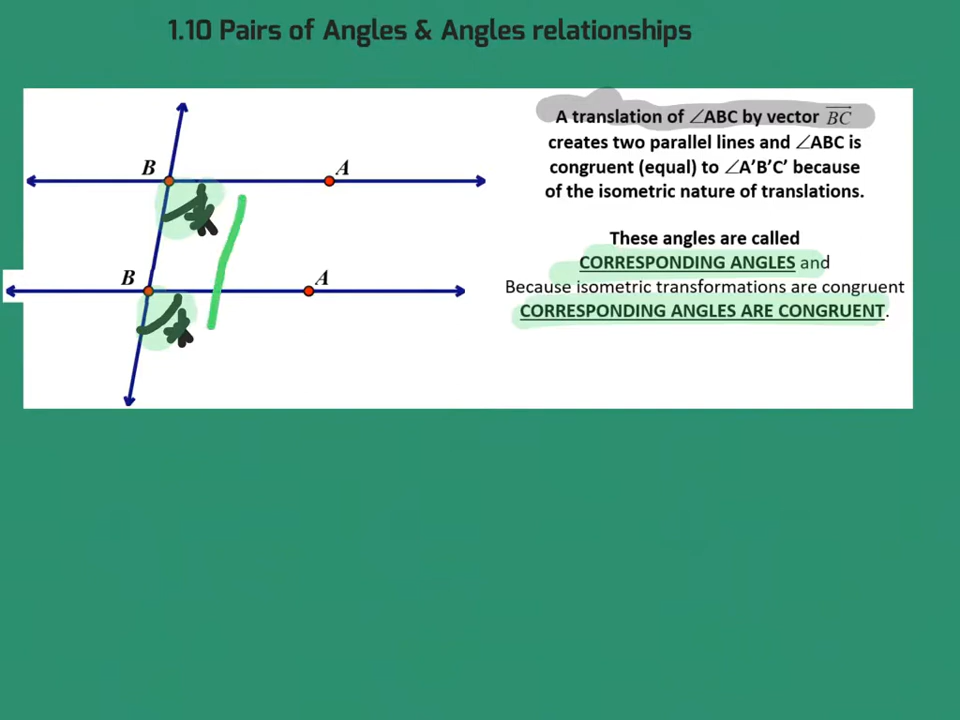 1.10 Pairs of Angles & Angles relationships
B
A
B
A
A translation of ∠ABC by vector BC
creates two parallel lines and ∠ABC is
congruent (equal) to ∠A'B'C' because
of the isometric nature of translations.
These angles are called
CORRESPONDING ANGLES and
Because isometric transformations are congruent
CORRESPONDING ANGLES ARE CONGRUENT.